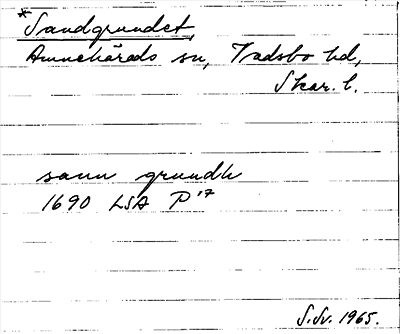 *Sandgrundet,
Amnehärads sn, Vadsbo hd,
Skar. l.
sann grundh
1690 LSA P¹⁷
S.Sv. 1965.